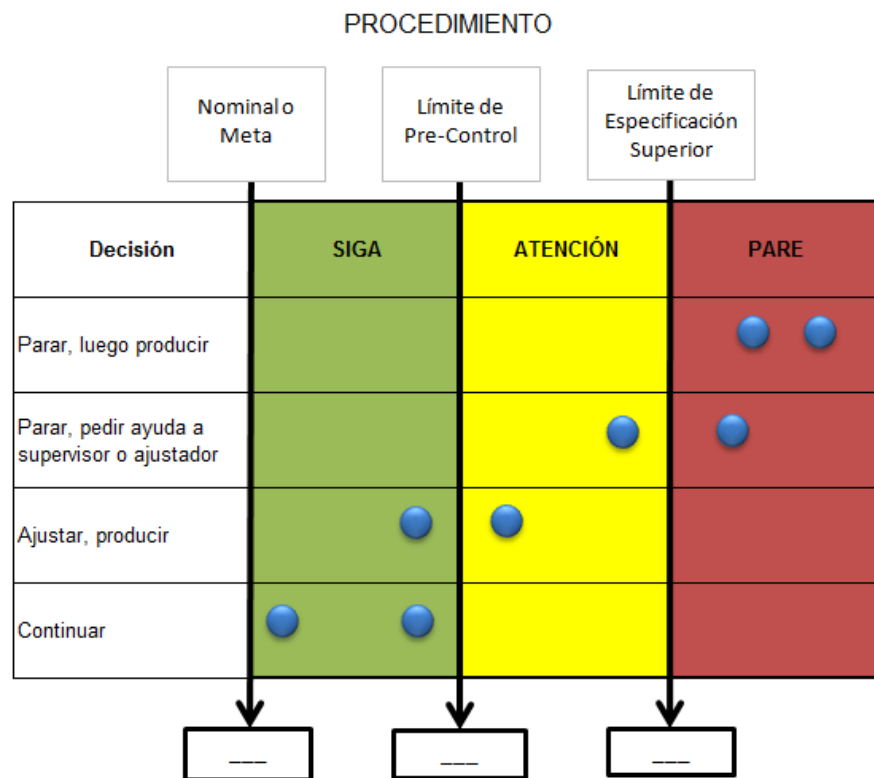 PROCEDIMIENTO
Nominal o
Meta
Límite de
Pre-Control
Límite de
Especificación
Superior
Decisión
SIGA
ATENCIÓN
PARE
Parar, luego producir
Parar, pedir ayuda a
supervisor o ajustador
Ajustar, producir
Continuar
___
___
___